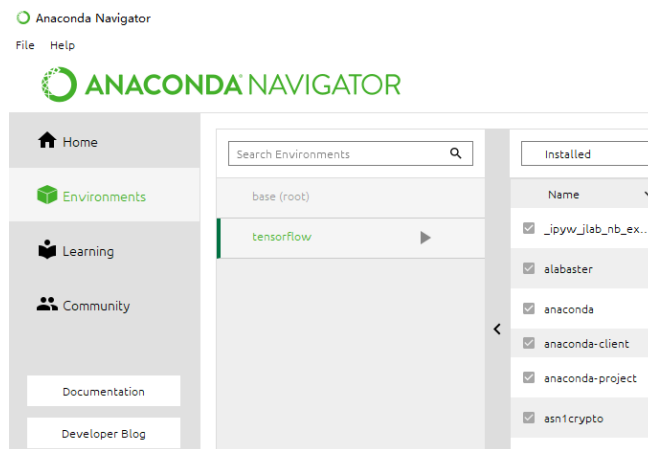 Anaconda Navigator
File Help
ANACONDA NAVIGATOR
Home
Environments
Learning
Community
Documentation
Developer Blog
Search Environments
base (root)
tensorflow
Installed
Name
_ipyw_jlab_nb_ex...
alabaster
anaconda
anaconda-client
anaconda-project
asn1crypto